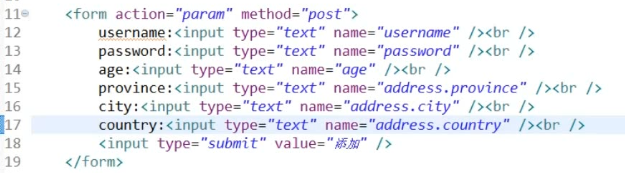 11 <form action="param" method="post">
12 username:<input type="text" name="username" /><br />
13 password:<input type="text" name="password" /><br />
14 age:<input type="text" name="age" /><br />
15 province:<input type="text" name="address.province" /><br />
16 city:<input type="text" name="address.city" /><br />
17 country:<input type="text" name="address.country" /><br />
18 <input type="submit" value="添加" />
19 </form>